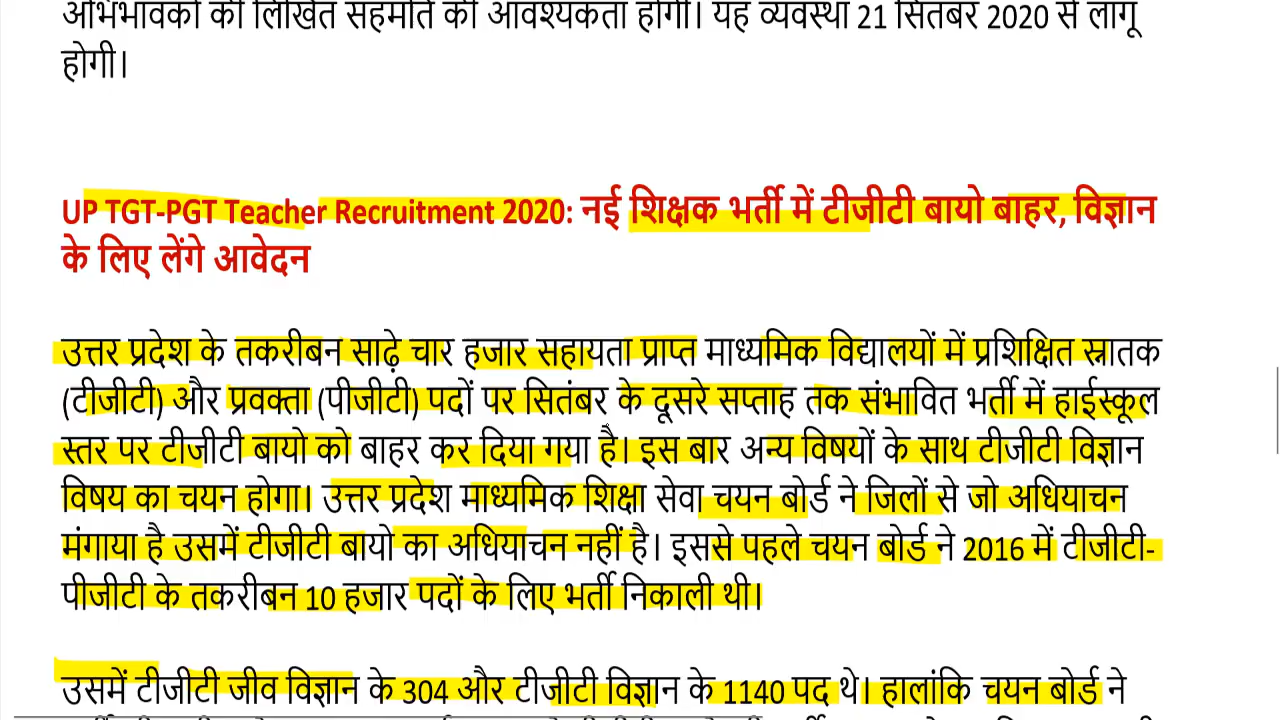 अभिभावकों की लिखित सहमति की आवश्यकता होगी। यह व्यवस्था 21 सितंबर 2020 से लागू
होगी।
UP TGT-PGT Teacher Recruitment 2020: नई शिक्षक भर्ती में टीजीटी बायो बाहर, विज्ञान
के लिए लेंगे आवेदन
उत्तर प्रदेश के तकरीबन साढ़े चार हजार सहायता प्राप्त माध्यमिक विद्यालयों में प्रशिक्षित स्नातक
(टीजीटी) और प्रवक्ता (पीजीटी) पदों पर सितंबर के दूसरे सप्ताह तक संभावित भर्ती में हाईस्कूल
स्तर पर टीजीटी बायो को बाहर कर दिया गया है। इस बार अन्य विषयों के साथ टीजीटी विज्ञान
विषय का चयन होगा। उत्तर प्रदेश माध्यमिक शिक्षा सेवा चयन बोर्ड ने जिलों से जो अधियाचन
मंगाया है उसमें टीजीटी बायो का अधियाचन नहीं है। इससे पहले चयन बोर्ड ने 2016 में टीजीटी-
पीजीटी के तकरीबन 10 हजार पदों के लिए भर्ती निकाली थी।
उसमें टीजीटी जीव विज्ञान के 304 और टीजीटी विज्ञान के 1140 पद थे। हालांकि चयन बोर्ड ने